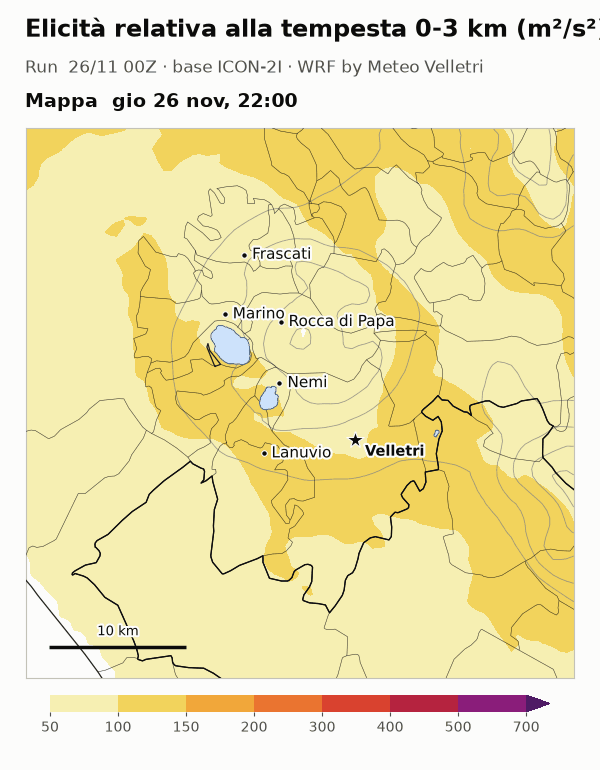 Elicità relativa alla tempesta 0-3 km (m²/s²)
Run 26/11 00Z · base ICON-2I · WRF by Meteo Velletri
Mappa gio 26 nov, 22:00
Frascati
Marino
Rocca di Papa
Nemi
Velletri
Lanuvio
10 km
50 100 150 200 300 400 500 700